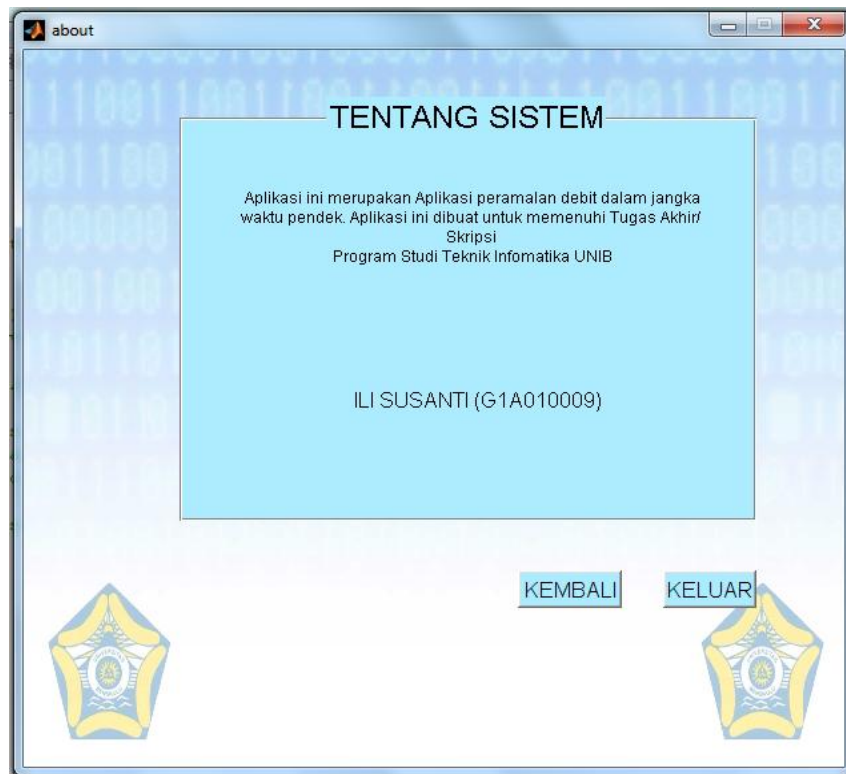 about
TENTANG SISTEM
Aplikasi ini merupakan Aplikasi peramalan debit dalam jangka
waktu pendek. Aplikasi ini dibuat untuk memenuhi Tugas Akhir/
Skripsi
Program Studi Teknik Infomatika UNIB
ILI SUSANTI (G1A010009)
KEMBALI
KELUAR